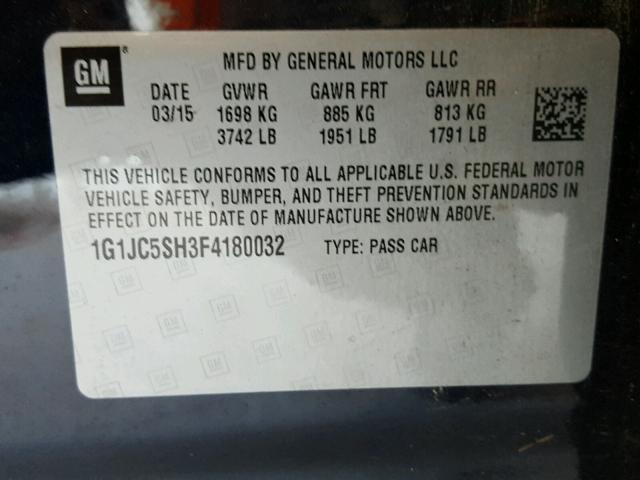 GM
MFD BY GENERAL MOTORS LLC
DATE GVWR GAWR FRT GAWR RR
03/15 1698 KG 885 KG 813 KG
3742 LB 1951 LB 1791 LB
THIS VEHICLE CONFORMS TO ALL APPLICABLE U.S. FEDERAL MOTOR
VEHICLE SAFETY, BUMPER, AND THEFT PREVENTION STANDARDS IN
EFFECT ON THE DATE OF MANUFACTURE SHOWN ABOVE.
1G1JC5SH3F4180032 TYPE: PASS CAR